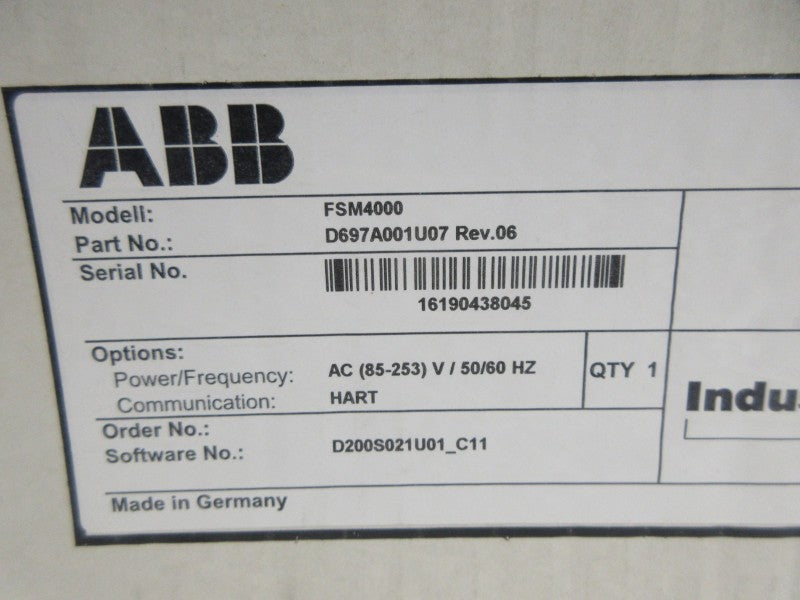 ABB
Modell: FSM4000
Part No.: D697A001U07 Rev.06
Serial No.
16190438045
Options:
Power/Frequency: AC (85-253) V / 50/60 HZ
QTY 1
Communication: HART
Indus
Order No.:
Software No.: D200S021U01_C11
Made in Germany